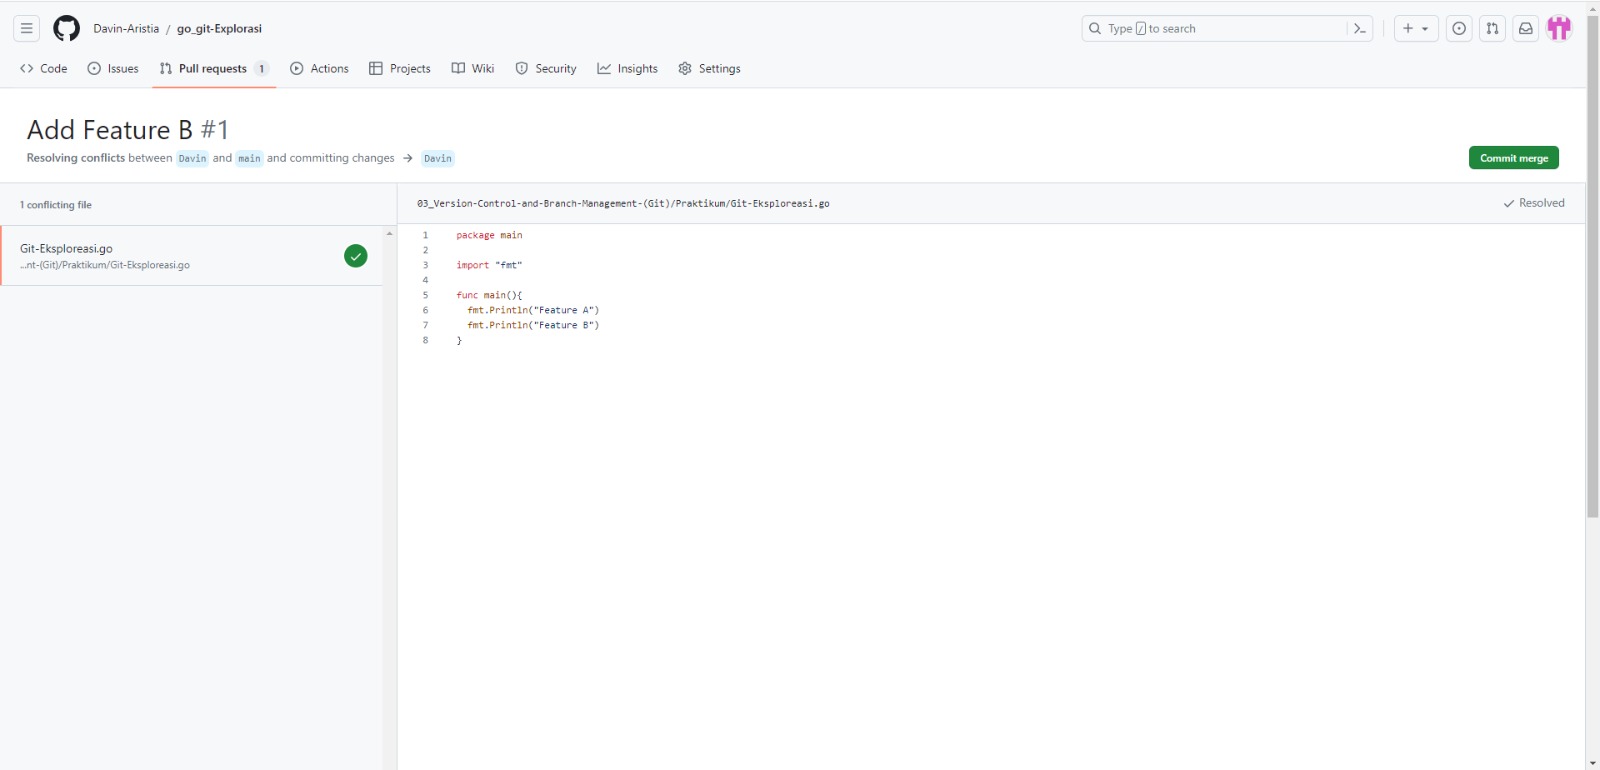 Davin-Aristia / go_git-Explorasi
Type / to search
Code
Issues
Pull requests 1
Actions
Projects
Wiki
Security
Insights
Settings
Add Feature B #1
Resolving conflicts between Davin and main and committing changes → Davin
Commit merge
1 conflicting file
Git-Eksploreasi.go
...nt-(Git)/Praktikum/Git-Eksploreasi.go
03_Version-Control-and-Branch-Management-(Git)/Praktikum/Git-Eksploreasi.go
Resolved
1 package main
2
3 import "fmt"
4
5 func main(){
6 fmt.Println("Feature A")
7 fmt.Println("Feature B")
8 }